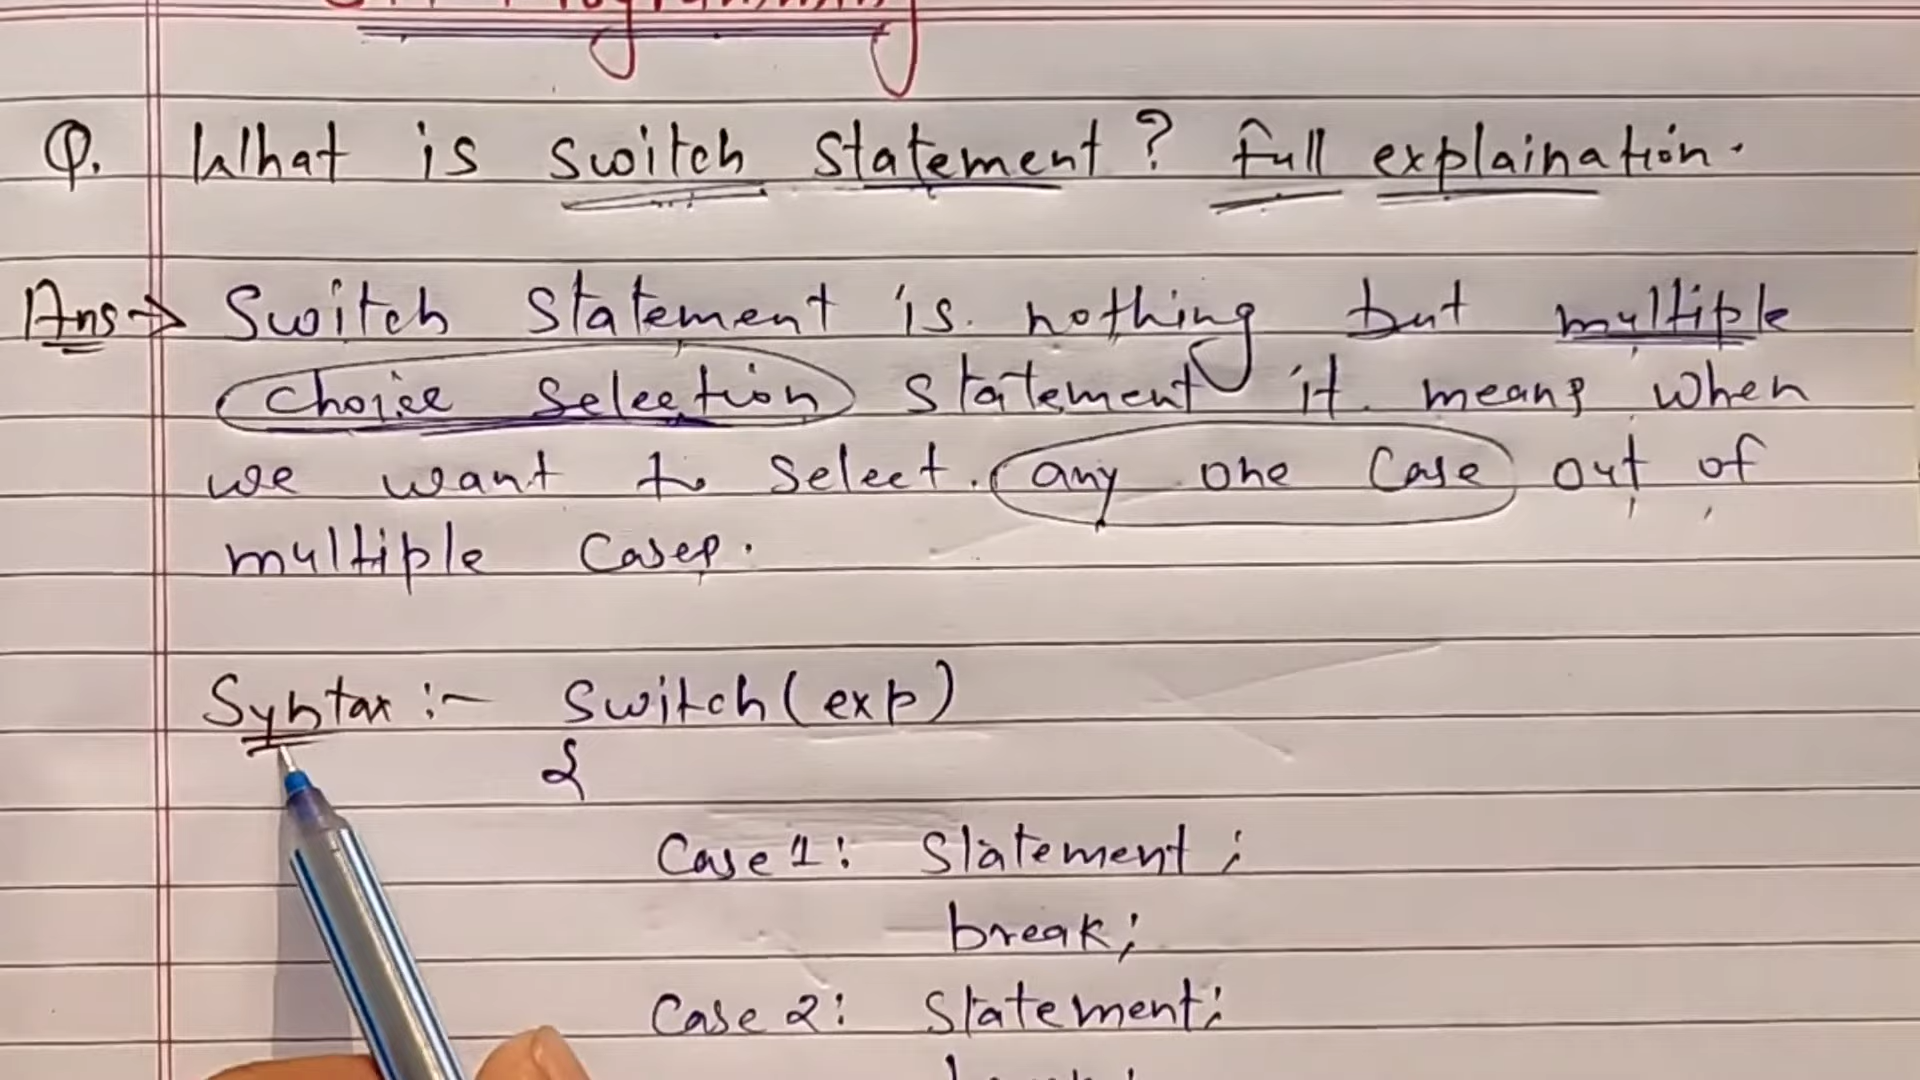 Programming
Q. What is switch statement? full explaination.
Ans→ Switch statement is nothing but multiple
choice selection statement it means when
we want to select any one case out of
multiple cases.
Syntax :- Switch(exp)
{
Case 1: Statement;
break;
Case 2: Statement;